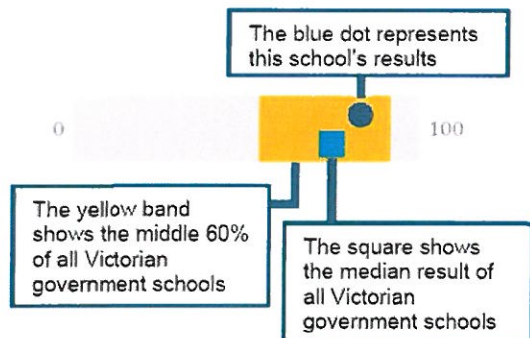 The blue dot represents
this school's results
0
100
The yellow band
shows the middle 60%
of all Victorian
government schools
The square shows
the median result of
all Victorian
government schools